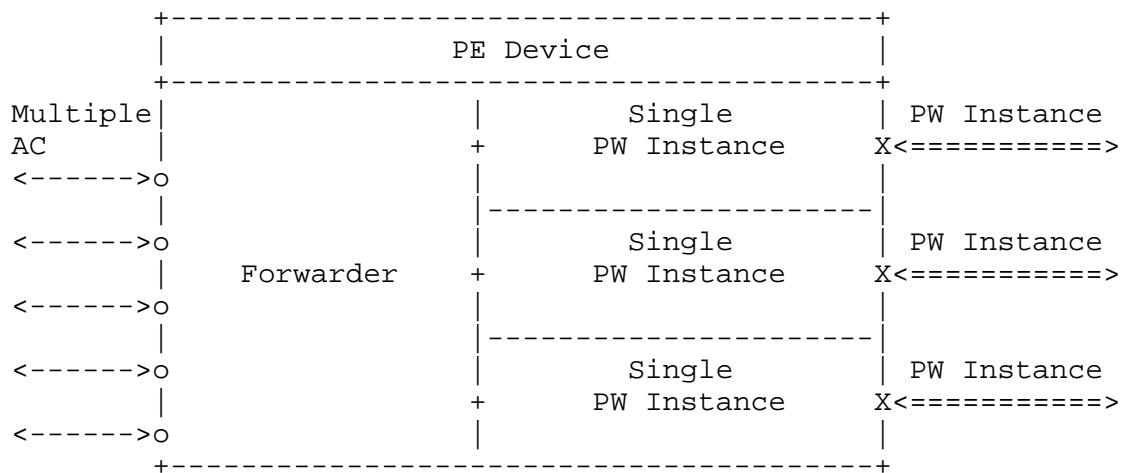 +------------------------------------------+
|                 PE Device                |
+------------------------------------------+
Multiple|                  |         Single         | PW Instance
AC      |                  +      PW Instance     X<===========>
<------>o                  |                       |
|                  |-----------------------|
<------>o                  |         Single         | PW Instance
|    Forwarder     +      PW Instance     X<===========>
<------>o                  |                       |
|                  |-----------------------|
<------>o                  |         Single         | PW Instance
|                  +      PW Instance     X<===========>
<------>o                  |                       |
+------------------------------------------+